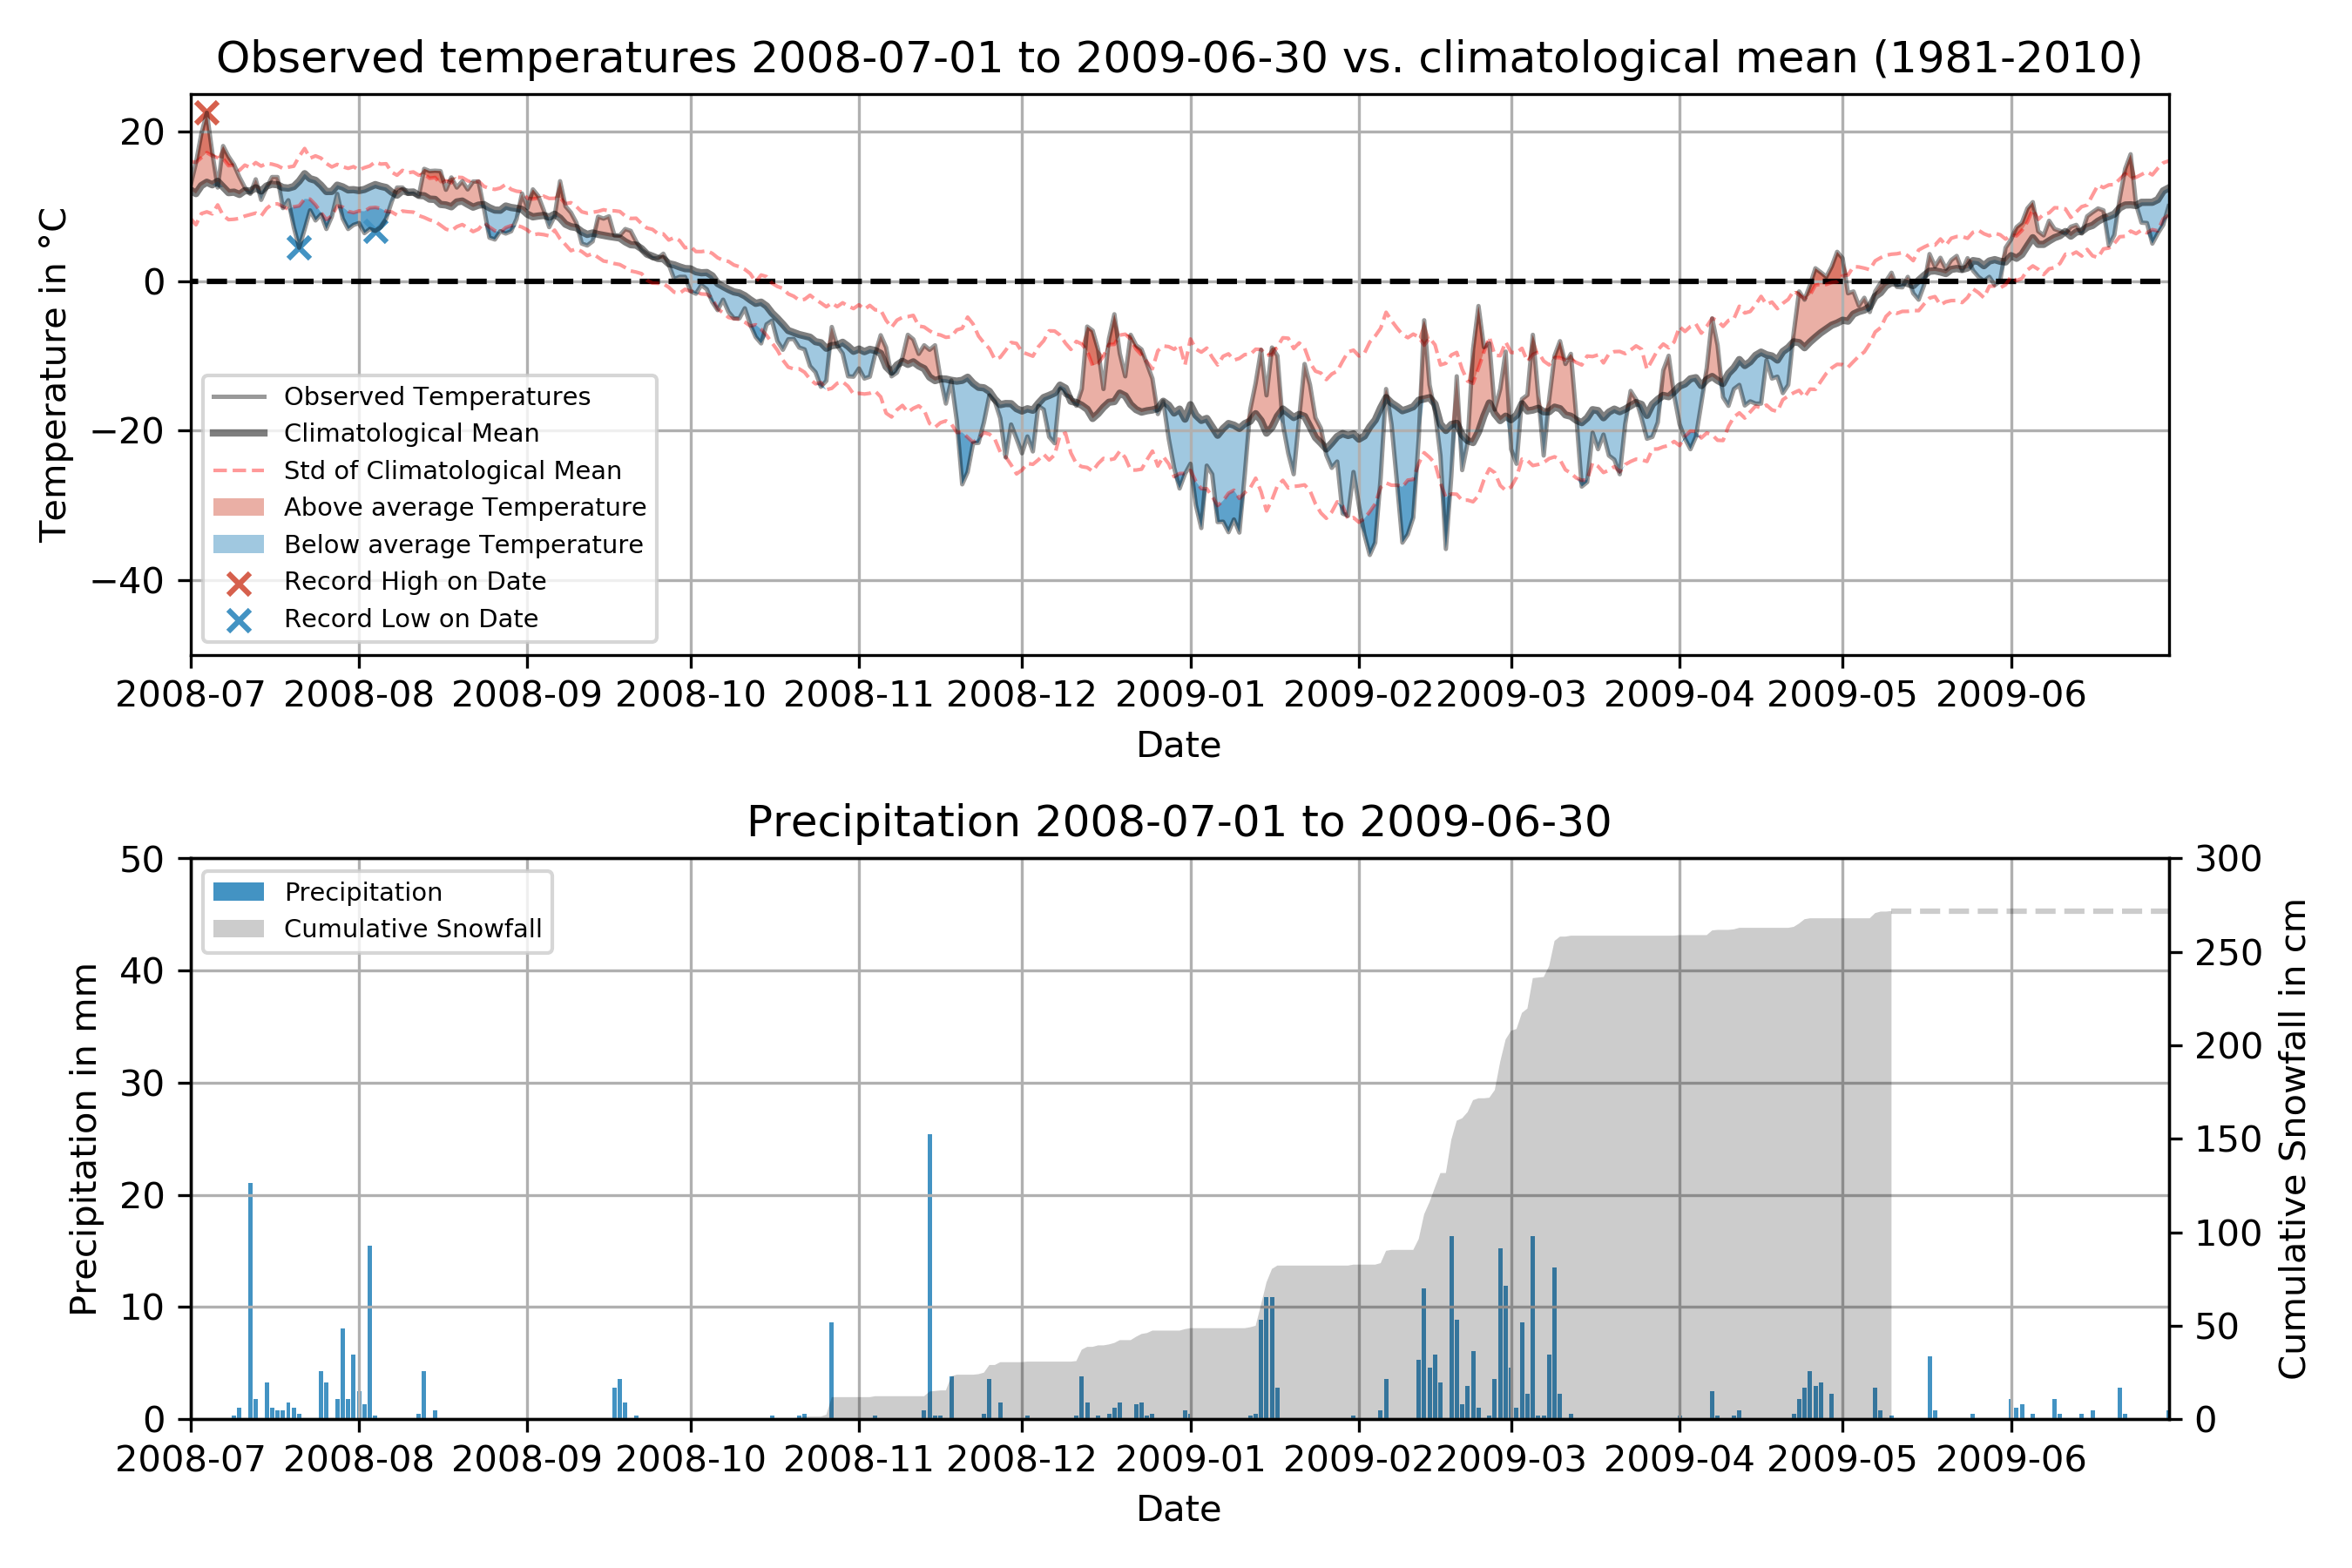 Observed temperatures 2008-07-01 to 2009-06-30 vs. climatological mean (1981-2010)
Temperature in °C
20
0
−20
−40
Observed Temperatures
Climatological Mean
Std of Climatological Mean
Above average Temperature
Below average Temperature
Record High on Date
Record Low on Date
2008-07 2008-08 2008-09 2008-10 2008-11 2008-12 2009-01 2009-02 2009-03 2009-04 2009-05 2009-06
Date
Precipitation 2008-07-01 to 2009-06-30
Precipitation in mm
50
40
30
20
10
0
Precipitation
Cumulative Snowfall
300
250
200
150
100
50
0
Cumulative Snowfall in cm
2008-07 2008-08 2008-09 2008-10 2008-11 2008-12 2009-01 2009-02 2009-03 2009-04 2009-05 2009-06
Date